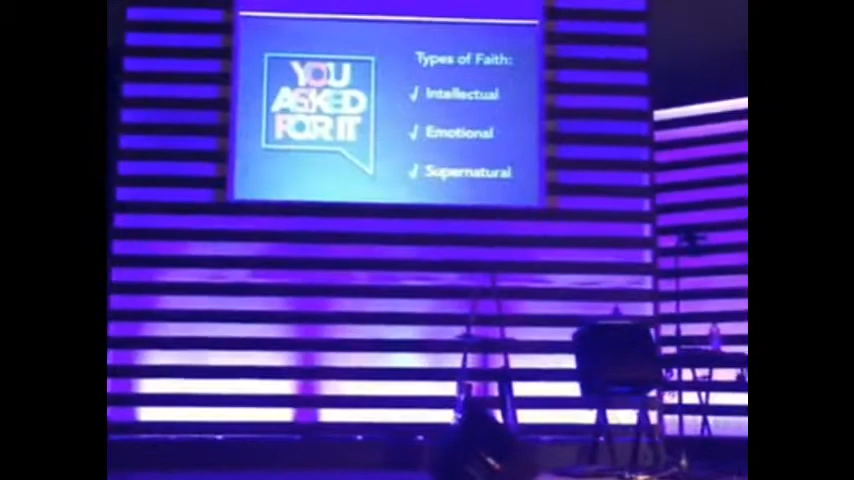 YOU
ASKED
FOR IT
Types of Faith:
√ Intellectual
√ Emotional
√ Supernatural